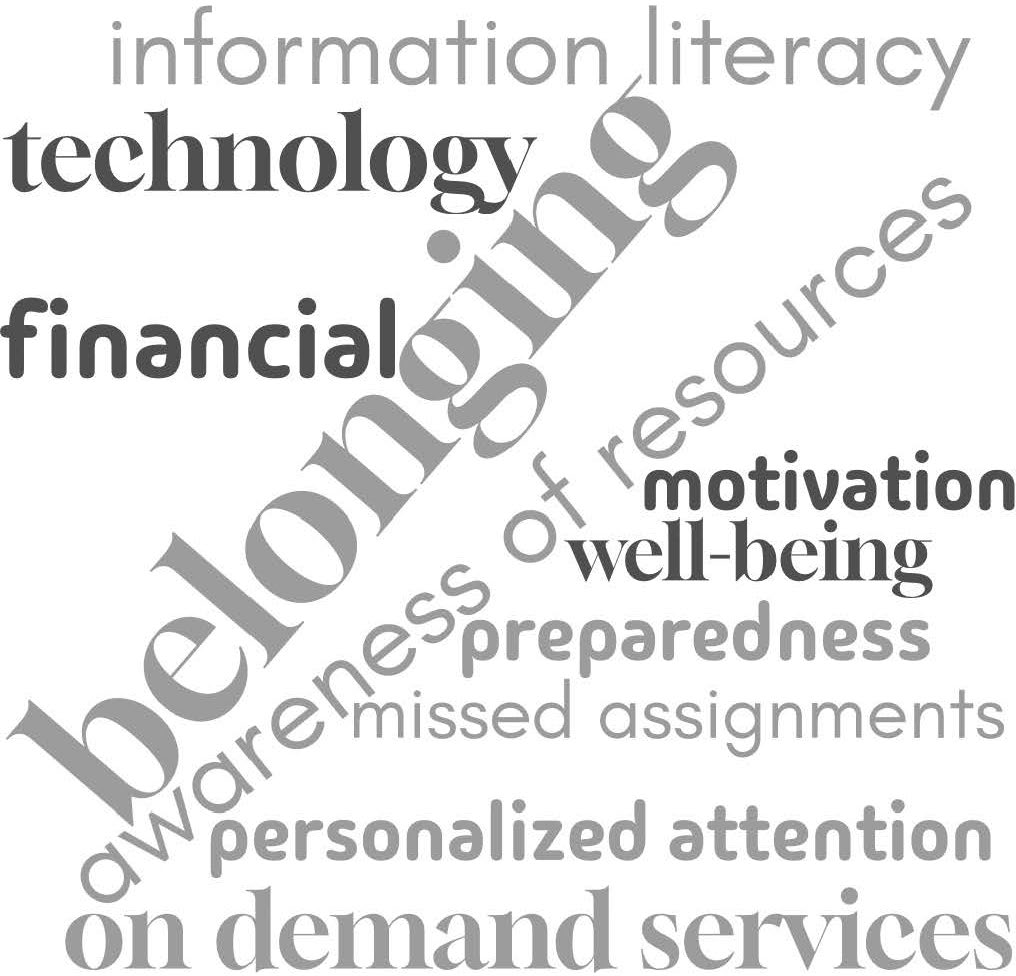 information literacy
technology
belonging
financial
awareness of resources
motivation
well-being
preparedness
missed assignments
personalized attention
on demand services